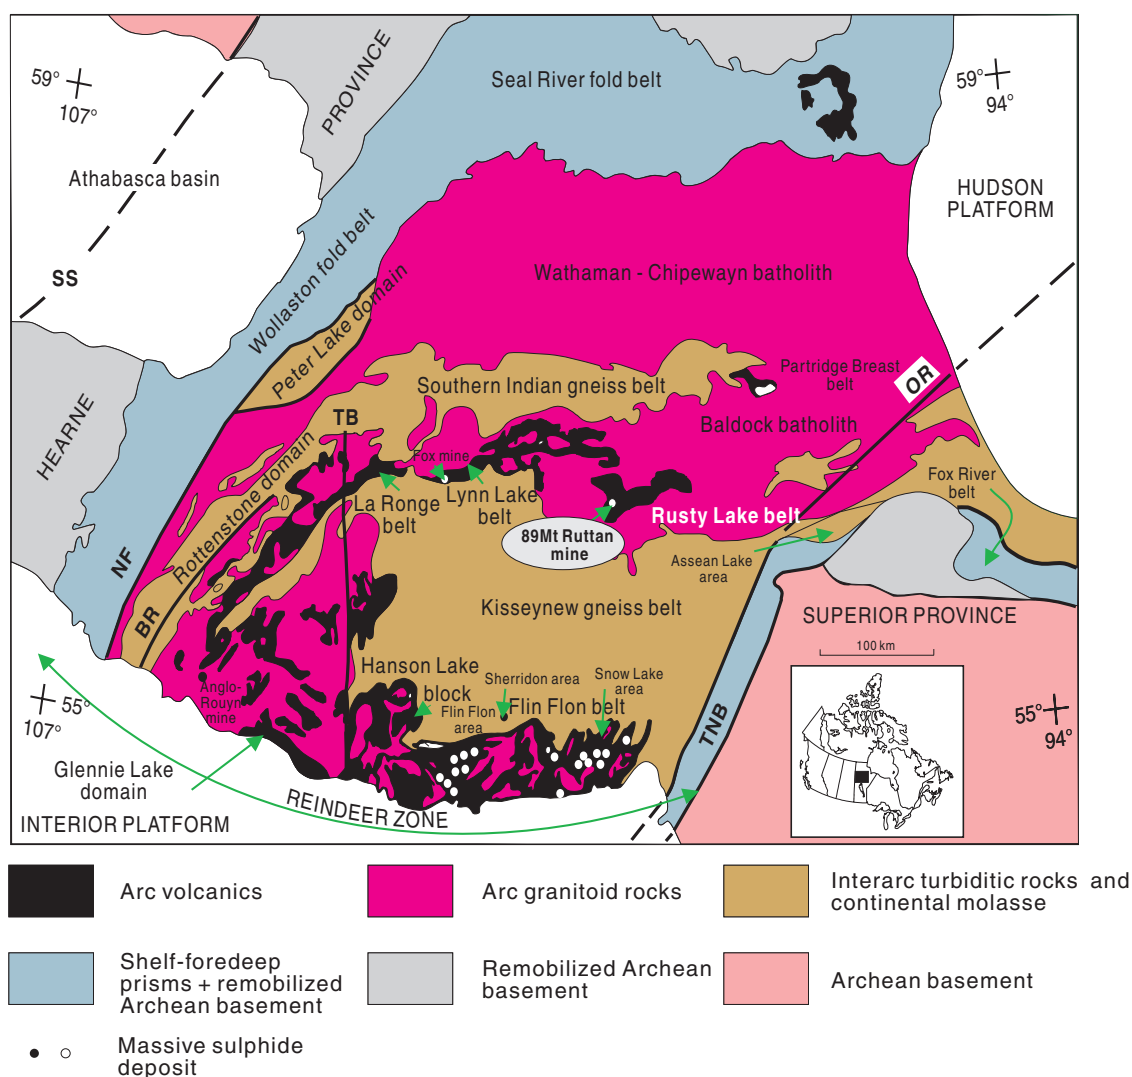 59°
107°
PROVINCE
Seal River fold belt
59°
94°
Athabasca basin
HUDSON
PLATFORM
SS
Wollaston fold belt
Wathaman - Chipewayn batholith
Peter Lake domain
Partridge Breast
belt
OR
Southern Indian gneiss belt
HEARNE
TB
Baldock batholith
Fox mine
Fox River
belt
Rottenstone domain
La Ronge
belt
Lynn Lake
belt
Rusty Lake belt
89Mt Ruttan
mine
Assean Lake
area
NF
BR
Kisseynew gneiss belt
SUPERIOR PROVINCE
100 km
Hanson Lake
block
Sherridon area
Snow Lake
area
Anglo-
Rouyn
mine
Flin Flon
area
Flin Flon belt
55°
107°
55°
94°
TNB
Glennie Lake
domain
REINDEER ZONE
INTERIOR PLATFORM
Arc volcanics
Arc granitoid rocks
Interarc turbiditic rocks and
continental molasse
Shelf-foredeep
prisms + remobilized
Archean basement
Remobilized Archean
basement
Archean basement
Massive sulphide
deposit